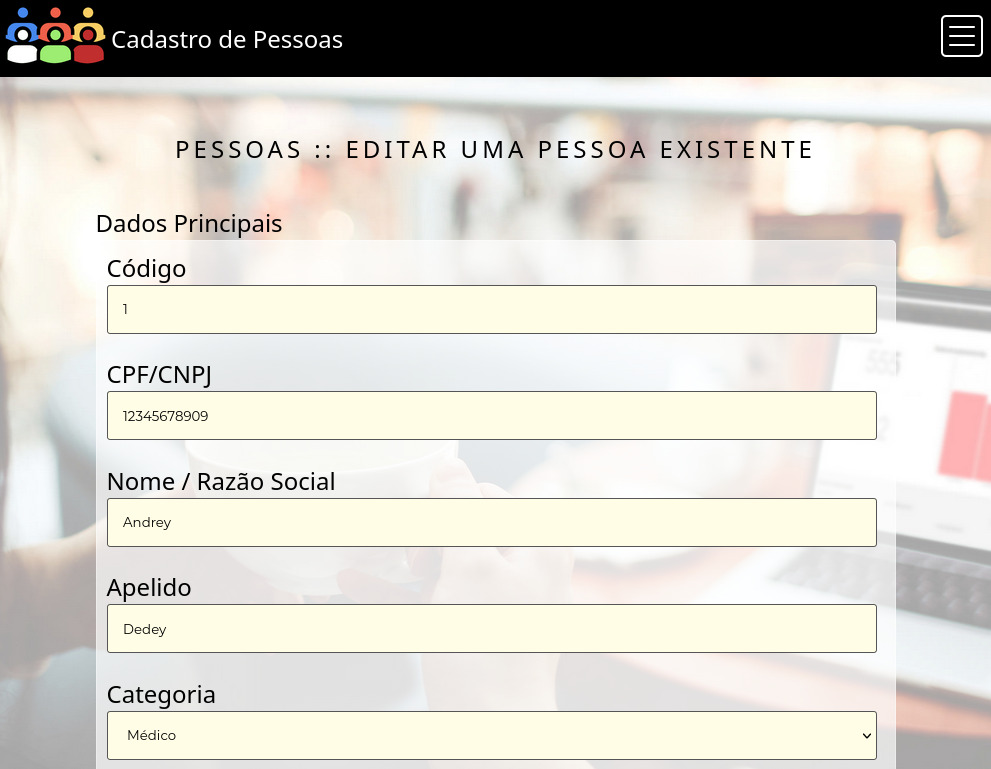 Cadastro de Pessoas
PESSOAS :: EDITAR UMA PESSOA EXISTENTE
Dados Principais
Código
1
CPF/CNPJ
12345678909
Nome / Razão Social
Andrey
Apelido
Dedey
Categoria
Médico